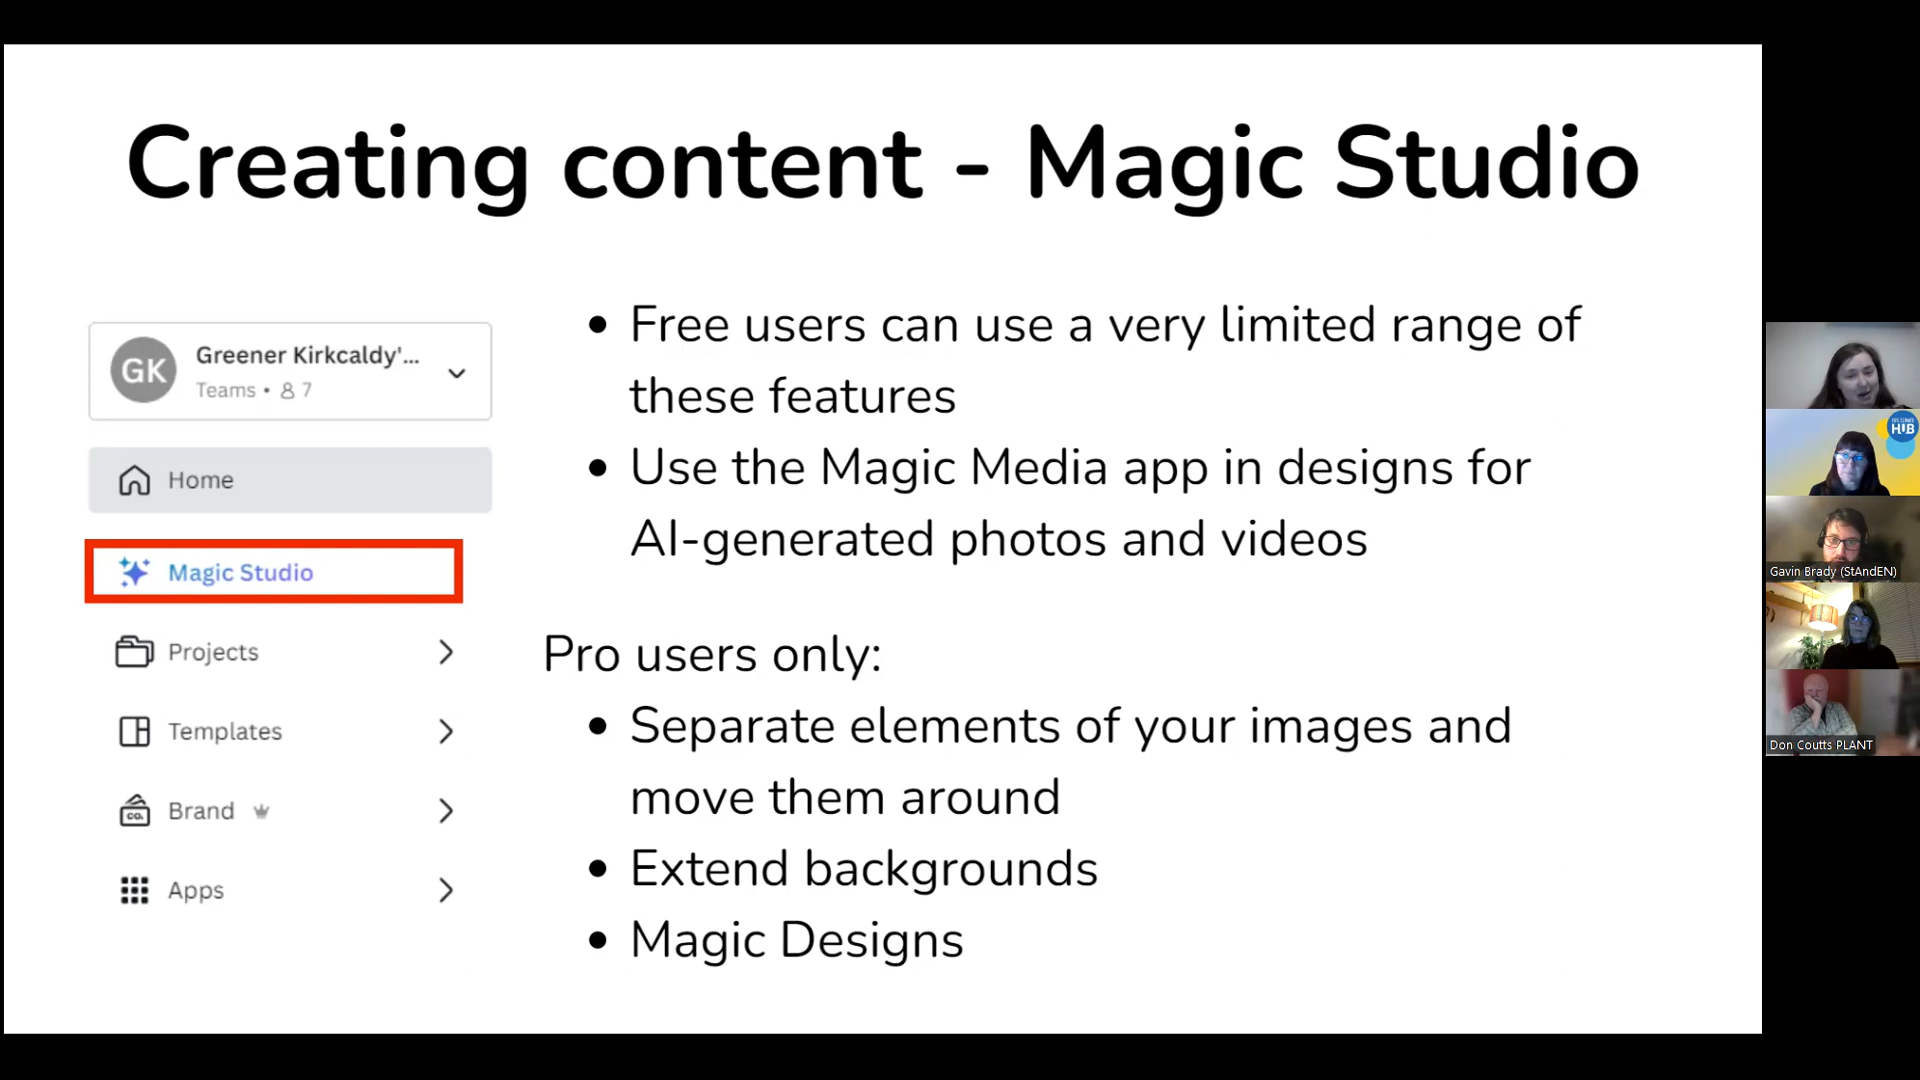 Creating content - Magic Studio
GK
Greener Kirkcaldy'...
Teams • 7
Home
Magic Studio
Projects
Templates
CO.
Brand
Apps
• Free users can use a very limited range of
these features
• Use the Magic Media app in designs for
AI-generated photos and videos
Pro users only:
• Separate elements of your images and
move them around
• Extend backgrounds
• Magic Designs
FIFE CLIMATE
HUB
Gavin Brady (StAndEN)
Don Coutts PLANT